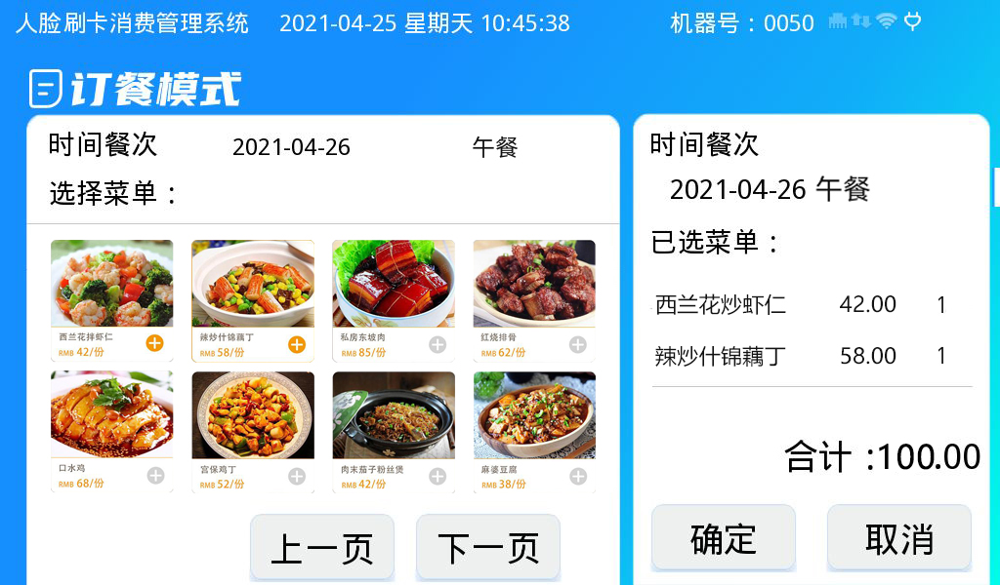 人脸刷卡消费管理系统 2021-04-25 星期天 10:45:38 机器号：0050
订餐模式
时间餐次 2021-04-26 午餐
选择菜单：
西兰花拌虾仁
RMB 42/份
辣炒什锦藕丁
RMB 58/份
私房东坡肉
RMB 85/份
红烧排骨
RMB 62/份
口水鸡
RMB 68/份
宫保鸡丁
RMB 52/份
肉末茄子粉丝煲
RMB 42/份
麻婆豆腐
RMB 38/份
上一页 下一页
时间餐次
2021-04-26 午餐
已选菜单：
西兰花炒虾仁 42.00 1
辣炒什锦藕丁 58.00 1
合计 :100.00
确定 取消